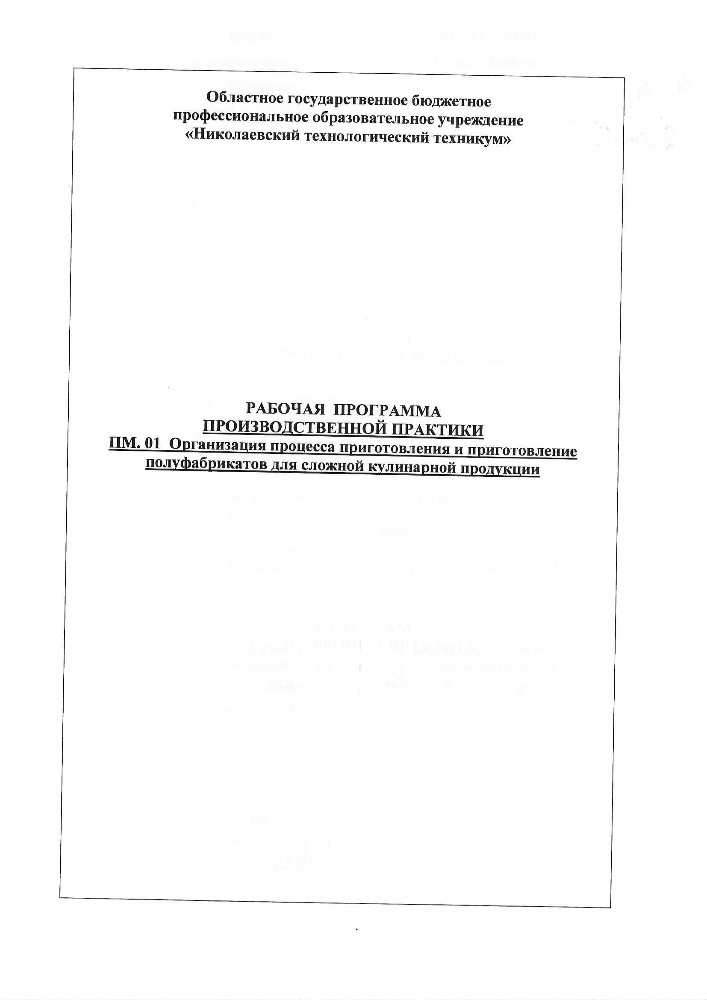 Областное государственное бюджетное
профессиональное образовательное учреждение
«Николаевский технологический техникум»
РАБОЧАЯ ПРОГРАММА
ПРОИЗВОДСТВЕННОЙ ПРАКТИКИ
ПМ. 01 Организация процесса приготовления и приготовление
полуфабрикатов для сложной кулинарной продукции